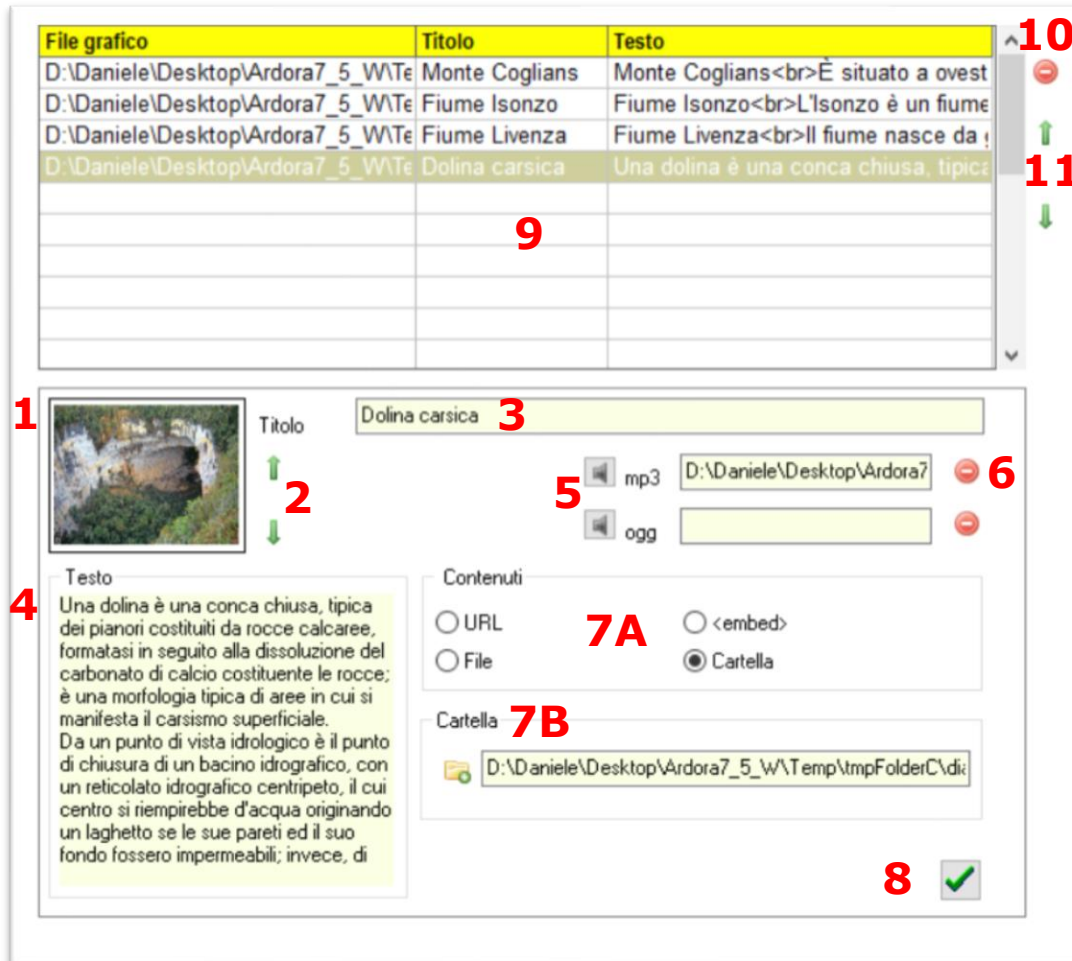 File grafico Titolo Testo
10
D:\Daniele\Desktop\Ardora7_5_W\Te Monte Coglians Monte Coglians<br>È situato a ovest
D:\Daniele\Desktop\Ardora7_5_W\Te Fiume Isonzo Fiume Isonzo<br>L'Isonzo è un fiume
D:\Daniele\Desktop\Ardora7_5_W\Te Fiume Livenza Fiume Livenza<br>Il fiume nasce da
D:\Daniele\Desktop\Ardora7_5_W\Te Dolina carsica Una dolina è una conca chiusa, tipica
11
9
1
Titolo
Dolina carsica 3
2
5
mp3 D:\Daniele\Desktop\Ardora7
6
ogg
4
Testo
Una dolina è una conca chiusa, tipica
dei pianori costituiti da rocce calcaree,
formatasi in seguito alla dissoluzione del
carbonato di calcio costituente le rocce;
è una morfologia tipica di aree in cui si
manifesta il carsismo superficiale.
Da un punto di vista idrologico è il punto
di chiusura di un bacino idrografico, con
un reticolato idrografico centripeto, il cui
centro si riempirebbe d'acqua originando
un laghetto se le sue pareti ed il suo
fondo fossero impermeabili; invece, di
Contenuti
URL <embed>
7A
File Cartella
Cartella 7B
D:\Daniele\Desktop\Ardora7_5_W\Temp\tmpFolderC\dia
8